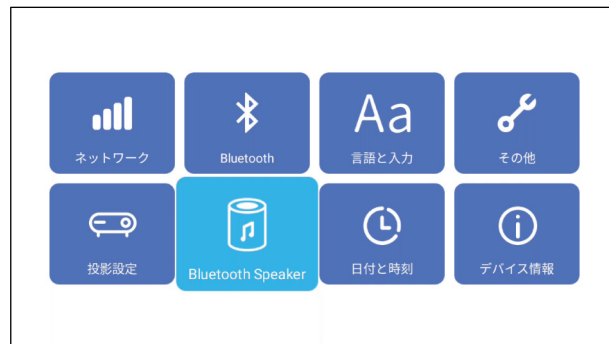 ネットワーク
Bluetooth
Aa
言語と入力
その他
投影設定
Bluetooth Speaker
日付と時刻
デバイス情報